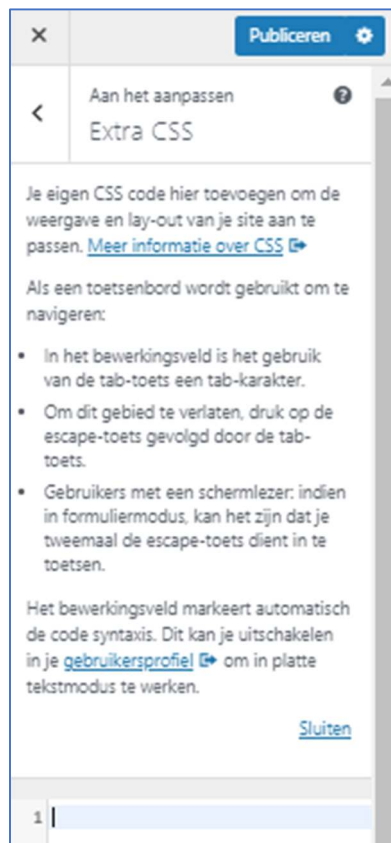 Publiceren
Aan het aanpassen
Extra CSS
Je eigen CSS code hier toevoegen om de
weergave en lay-out van je site aan te
passen. Meer informatie over CSS
Als een toetsenbord wordt gebruikt om te
navigeren:
• In het bewerkingsveld is het gebruik
van de tab-toets een tab-karakter.
• Om dit gebied te verlaten, druk op de
escape-toets gevolgd door de tab-
toets.
• Gebruikers met een schermlezer: indien
in formuliermodus, kan het zijn dat je
tweemaal de escape-toets dient in te
toetsen.
Het bewerkingsveld markeert automatisch
de code syntaxis. Dit kan je uitschakelen
in je gebruikersprofiel om in platte
tekstmodus te werken.
Sluiten
1